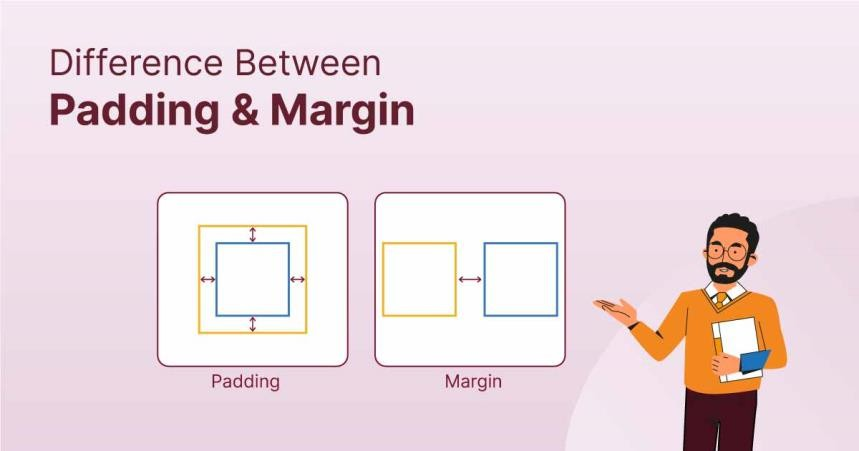 Difference Between
Padding & Margin
Padding
Margin